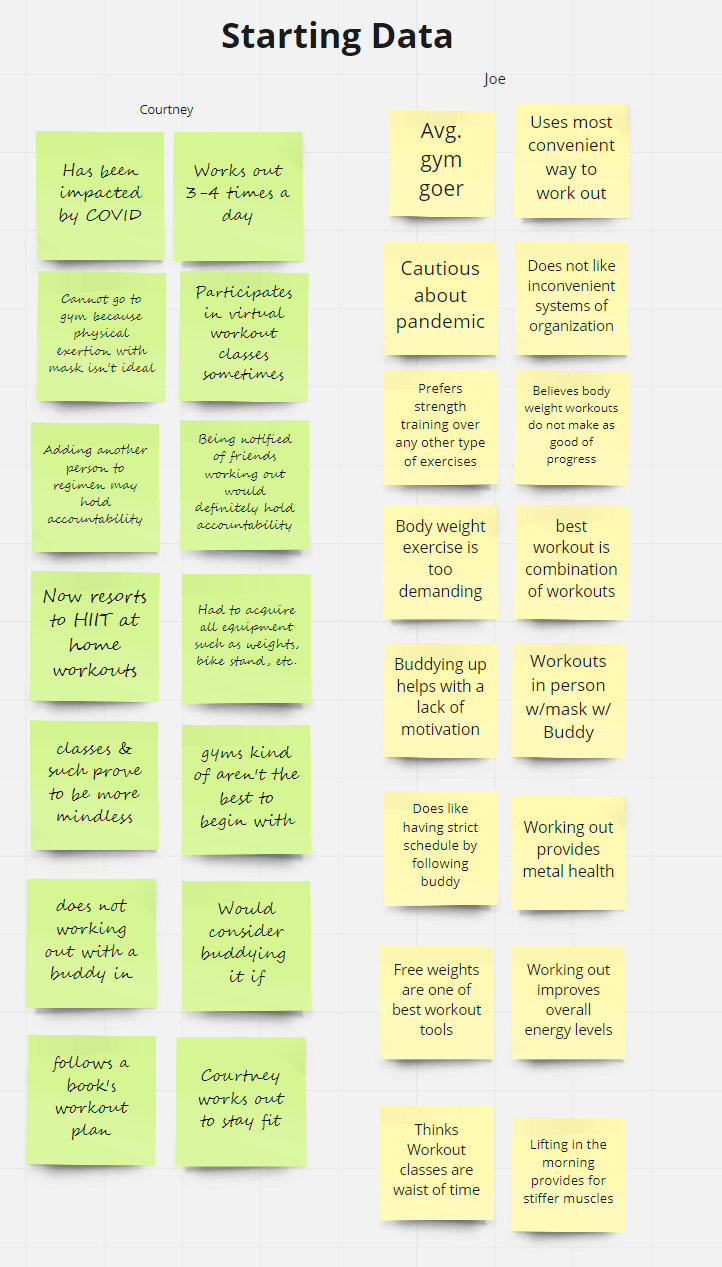 Starting Data
Courtney
Has been
impacted
by COVID
Works out
3-4 times a
day
Cannot go to
gym because
physical
exertion with
mask isn't ideal
Participates
in virtual
workout
classes
sometimes
Adding another
person to
regimen may
hold
accountability
Being notified
of friends
working out
would
definitely hold
accountability
Now resorts
to HIIT at
home
workouts
Had to acquire
all equipment
such as weights,
bike stand, etc.
classes &
such prove
to be more
mindless
gyms kind
of aren't the
best to
begin with
does not
working
out with a
buddy in
Would
consider
buddying
it if
follows a
book's
workout
plan
Courtney
works out
to stay fit
Joe
Avg.
gym
goer
Uses most
convenient
way to
work out
Cautious
about
pandemic
Does not like
inconvenient
systems of
organization
Prefers
strength
training over
any other type
of exercises
Believes body
weight workouts
do not make as
good of
progress
Body weight
exercise is
too
demanding
best
workout is
combination
of workouts
Buddying up
helps with a
lack of
motivation
Workouts
in person
w/mask w/
Buddy
Does like
having strict
schedule by
following
buddy
Working out
provides
metal health
Free weights
are one of
best workout
tools
Working out
improves
overall
energy levels
Thinks
Workout
classes are
waist of time
Lifting in the
morning
provides for
stiffer muscles